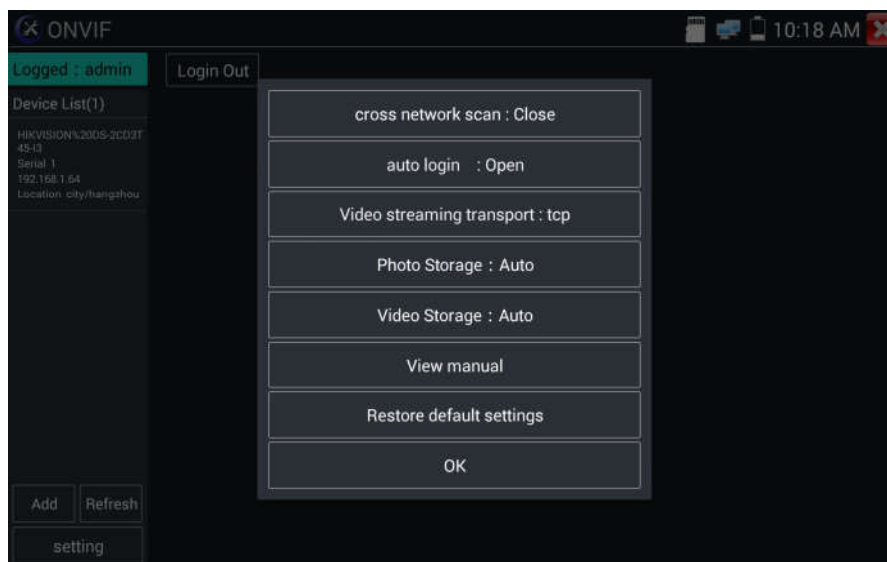 ONVIF
10:18 AM
Logged : admin
Login Out
Device List(1)
HIKVISION%20DS-2CD3T
45-I3
Serial 1
192.168.1.64
Location city/hangzhou
cross network scan : Close
auto login : Open
Video streaming transport : tcp
Photo Storage : Auto
Video Storage : Auto
View manual
Restore default settings
OK
Add
Refresh
setting